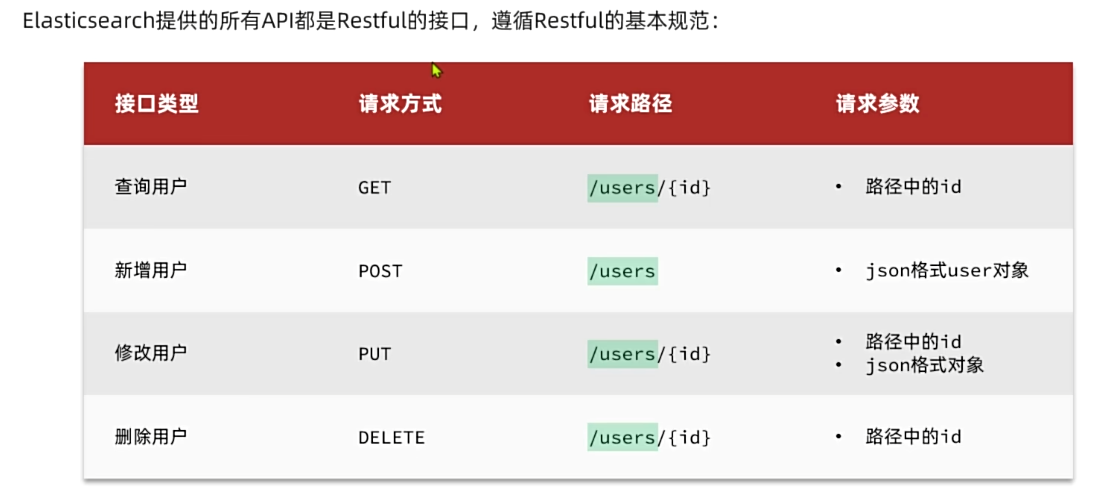 Elasticsearch提供的所有API都是Restful的接口，遵循Restful的基本规范：
接口类型 请求方式 请求路径 请求参数
查询用户 GET /users/{id} • 路径中的id
新增用户 POST /users • json格式user对象
修改用户 PUT /users/{id} • 路径中的id
• json格式对象
删除用户 DELETE /users/{id} • 路径中的id